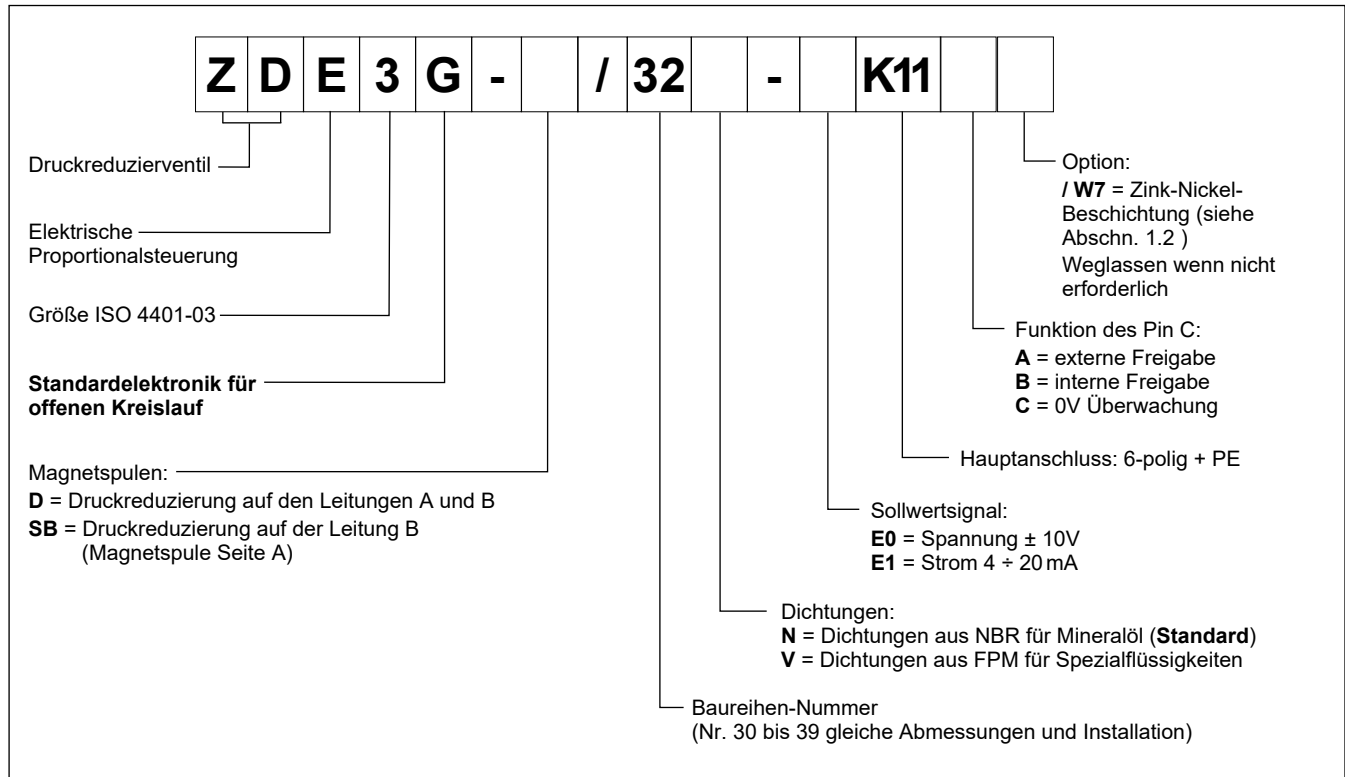 Z D E 3 G - / 32 - K11
Druckreduzierventil
Elektrische
Proportionalsteuerung
Größe ISO 4401-03
Standardelektronik für
offenen Kreislauf
Magnetspulen:
D = Druckreduzierung auf den Leitungen A und B
SB = Druckreduzierung auf der Leitung B
(Magnetspule Seite A)
Option:
/ W7 = Zink-Nickel-
Beschichtung (siehe
Abschn. 1.2 )
Weglassen wenn nicht
erforderlich
Funktion des Pin C:
A = externe Freigabe
B = interne Freigabe
C = 0V Überwachung
Hauptanschluss: 6-polig + PE
Sollwertsignal:
E0 = Spannung ± 10V
E1 = Strom 4 ÷ 20 mA
Dichtungen:
N = Dichtungen aus NBR für Mineralöl (Standard)
V = Dichtungen aus FPM für Spezialflüssigkeiten
Baureihen-Nummer
(Nr. 30 bis 39 gleiche Abmessungen und Installation)